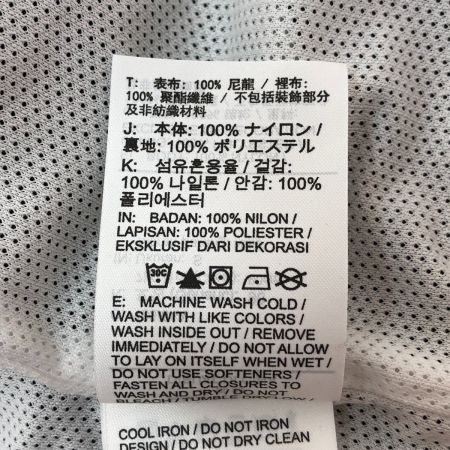 T: 表布: 100% 尼龍 / 裡布:
100% 聚酯纖維 / 不包括裝飾部分
及非紡織材料
J: 本体: 100% ナイロン /
裏地: 100% ポリエステル
K: 섬유혼용율 / 겉감:
100% 나일론 / 안감: 100%
폴리에스터
IN: BADAN: 100% NILON /
LAPISAN: 100% POLIESTER /
EKSKLUSIF DARI DEKORASI
30C
E: MACHINE WASH COLD /
WASH WITH LIKE COLORS /
WASH INSIDE OUT / REMOVE
IMMEDIATELY / DO NOT ALLOW
TO LAY ON ITSELF WHEN WET /
DO NOT USE SOFTENERS /
FASTEN ALL CLOSURES TO
WASH AND DRY / DO NOT
BLEACH / TUMBLE DRY LOW /
COOL IRON / DO NOT IRON
DESIGN / DO NOT DRY CLEAN